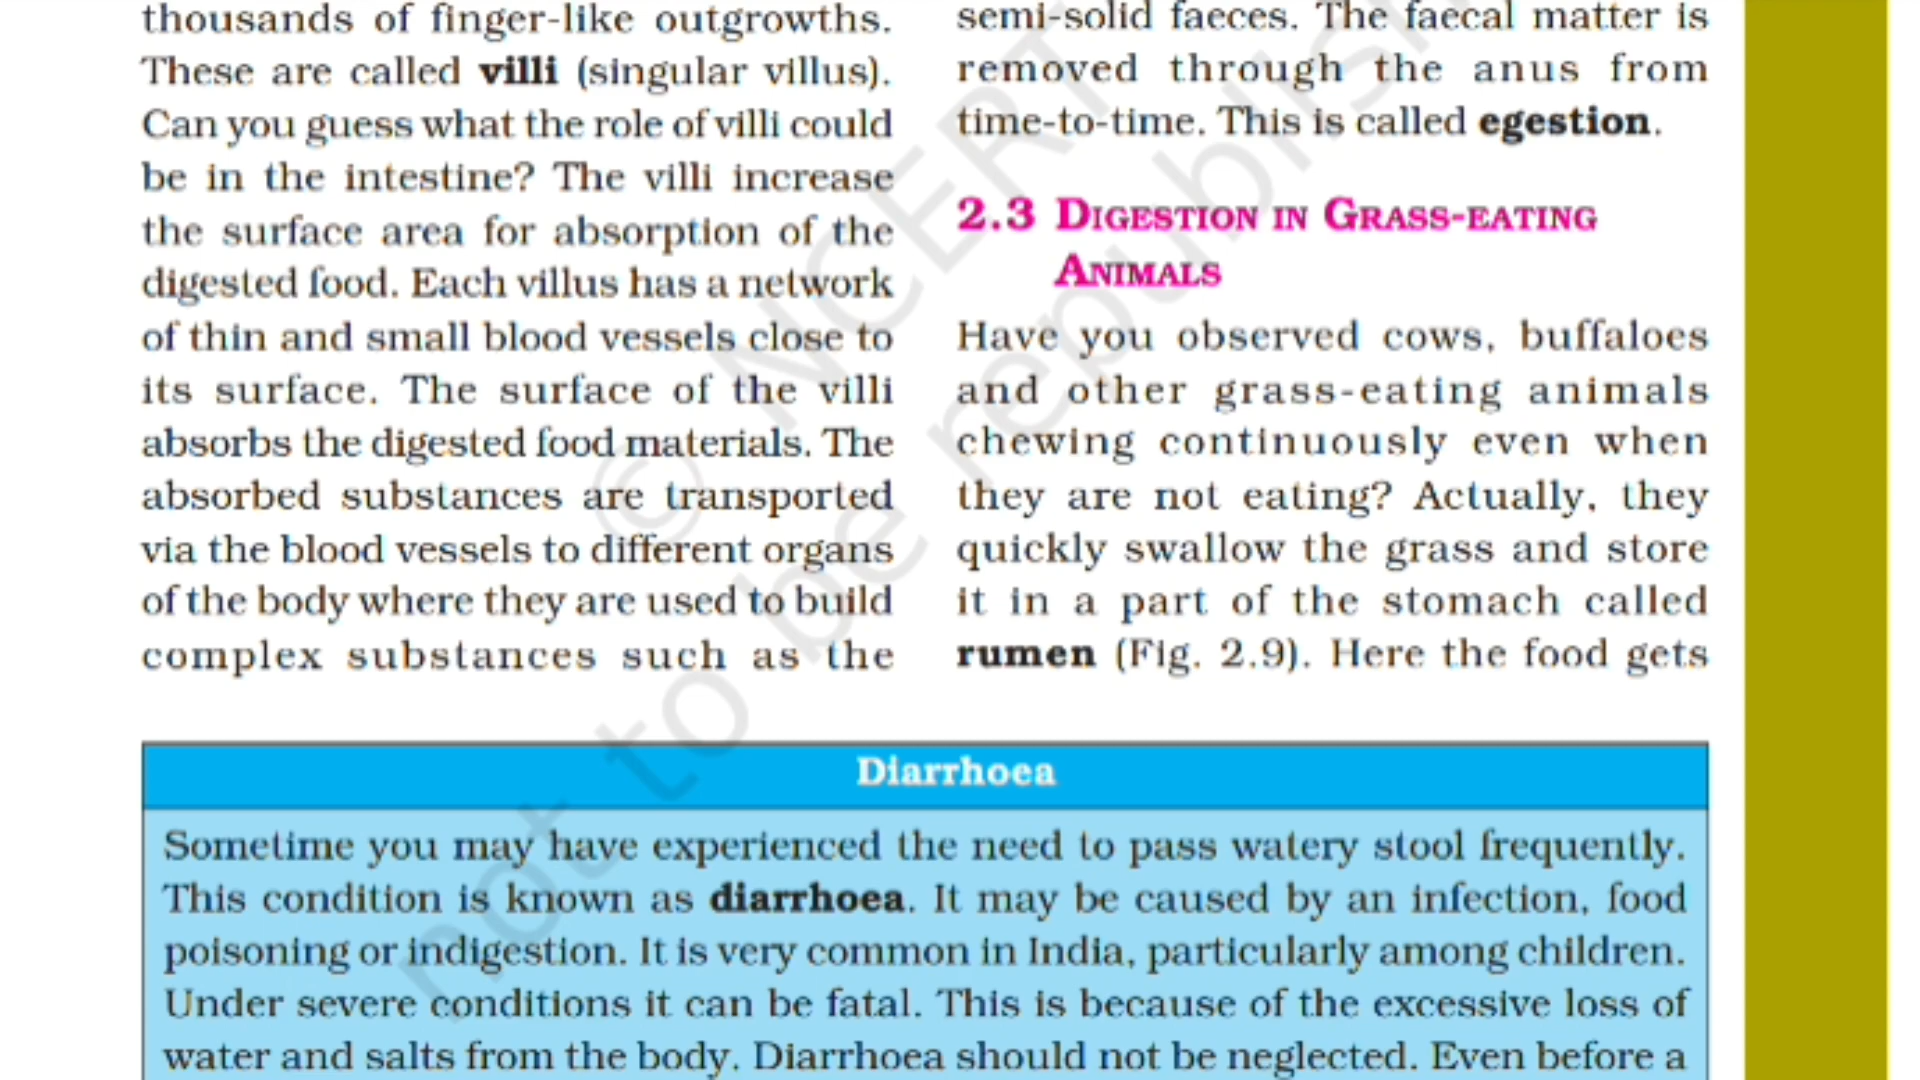 thousands of finger-like outgrowths.
These are called villi (singular villus).
Can you guess what the role of villi could
be in the intestine? The villi increase
the surface area for absorption of the
digested food. Each villus has a network
of thin and small blood vessels close to
its surface. The surface of the villi
absorbs the digested food materials. The
absorbed substances are transported
via the blood vessels to different organs
of the body where they are used to build
complex substances such as the
semi-solid faeces. The faecal matter is
removed through the anus from
time-to-time. This is called egestion.
2.3 DIGESTION IN GRASS-EATING
ANIMALS
Have you observed cows, buffaloes
and other grass-eating animals
chewing continuously even when
they are not eating? Actually, they
quickly swallow the grass and store
it in a part of the stomach called
rumen (Fig. 2.9). Here the food gets
Diarrhoea
Sometime you may have experienced the need to pass watery stool frequently.
This condition is known as diarrhoea. It may be caused by an infection, food
poisoning or indigestion. It is very common in India, particularly among children.
Under severe conditions it can be fatal. This is because of the excessive loss of
water and salts from the body. Diarrhoea should not be neglected. Even before a
© NCERT
not to be republish